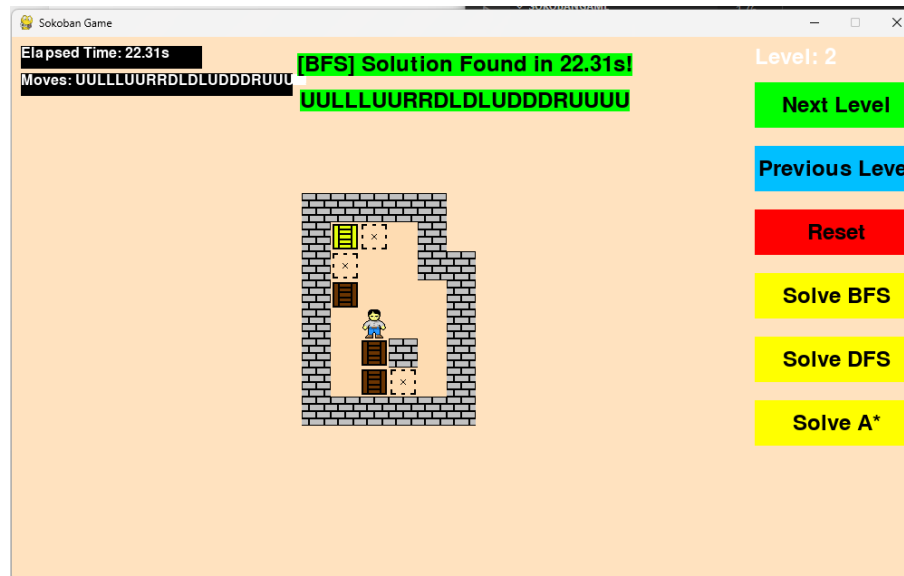 Sokoban Game
Elapsed Time: 22.31s
Moves: UULLLUURRDLDLUDDDRUUU
[BFS] Solution Found in 22.31s!
UULLLUURRDLDLUDDDRUUUU
Level: 2
Next Level
Previous Leve
Reset
Solve BFS
Solve DFS
Solve A*